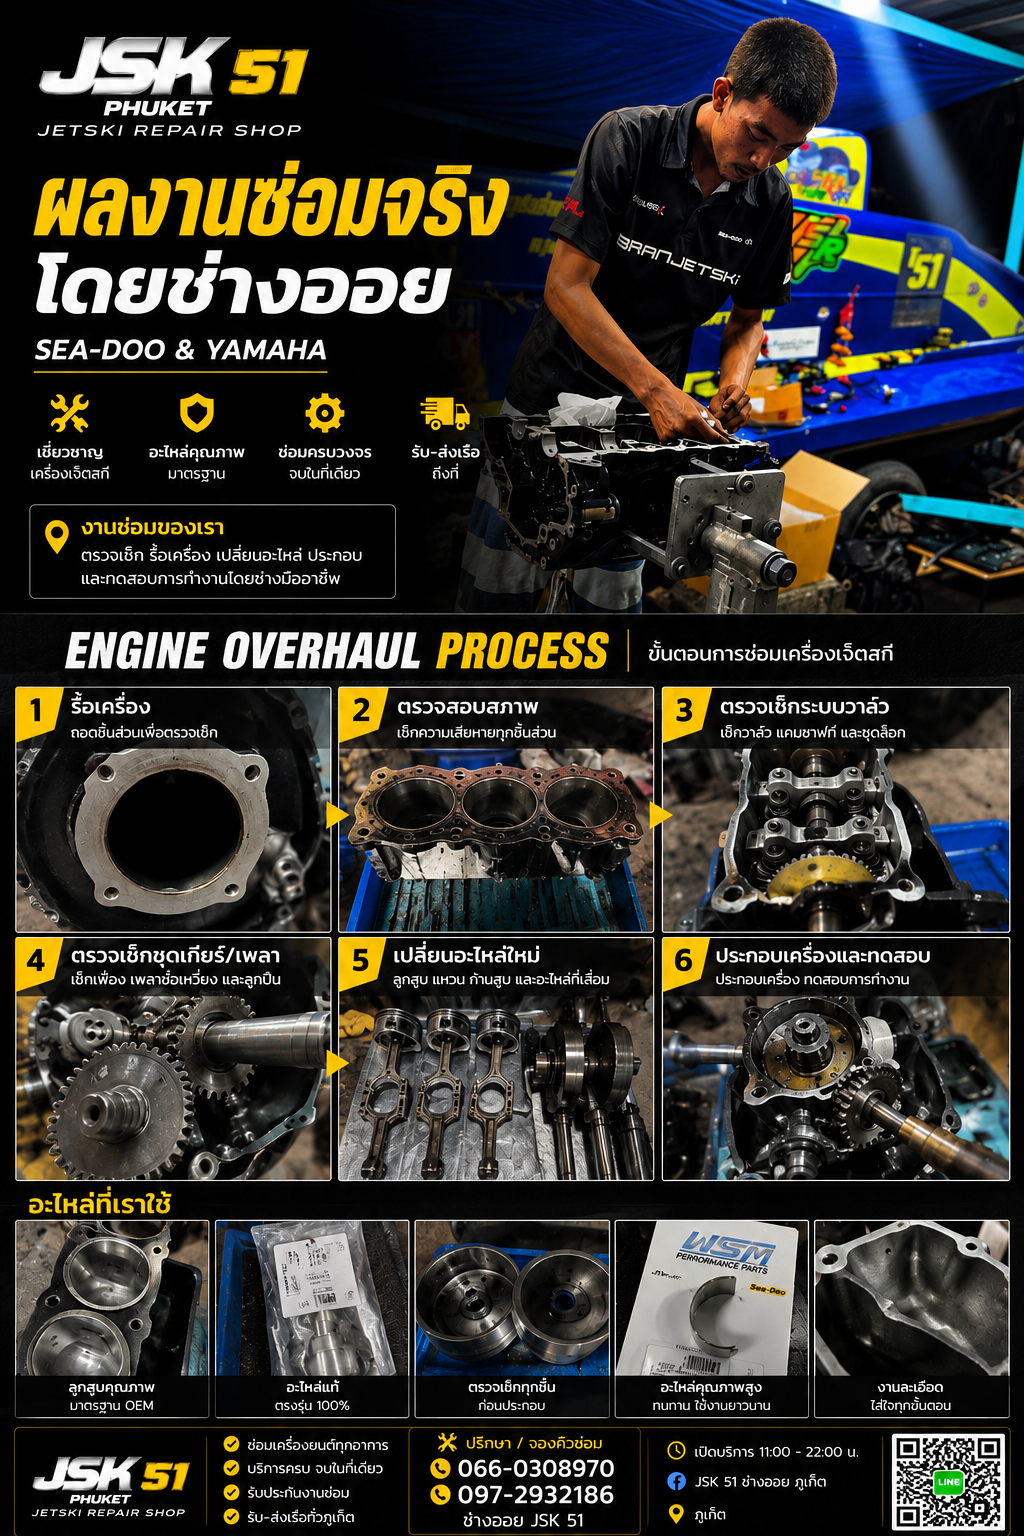 JSK 51
PHUKET
JETSKI REPAIR SHOP
ผลงานซ่อมจริง
โดยช่างออย
SEA-DOO & YAMAHA
เชี่ยวชาญ
เครื่องเจ็ตสกี
อะไหล่คุณภาพ
มาตรฐาน
ซ่อมครบวงจร
จบในที่เดียว
รับ-ส่งเรือ
ถึงที่
งานซ่อมของเรา
ตรวจเช็ก รื้อเครื่อง เปลี่ยนอะไหล่ ประกอบ
และทดสอบการทำงานโดยช่างมืออาชีพ
BRANJETSKI
51
ENGINE OVERHAUL PROCESS
ขั้นตอนการซ่อมเครื่องเจ็ตสกี
1 รื้อเครื่อง
ถอดชิ้นส่วนเพื่อตรวจเช็ก
2 ตรวจสอบสภาพ
เช็กความเสียหายทุกชิ้นส่วน
3 ตรวจเช็กระบบวาล์ว
เช็กวาล์ว แคมชาฟท์ และชุดล็อก
4 ตรวจเช็กชุดเกียร์/เพลา
เช็กเฟือง เพลาข้อเหวี่ยง และลูกปืน
5 เปลี่ยนอะไหล่ใหม่
ลูกสูบ แหวน ก้านสูบ และอะไหล่ที่เสื่อม
6 ประกอบเครื่องและทดสอบ
ประกอบเครื่อง ทดสอบการทำงาน
อะไหล่ที่เราใช้
WSM
PERRORMANCE PARTS
Sea-Doo
ลูกสูบคุณภาพ
มาตรฐาน OEM
อะไหล่แท้
ตรงรุ่น 100%
ตรวจเช็กทุกชิ้น
ก่อนประกอบ
อะไหล่คุณภาพสูง
ทนทาน ใช้งานยาวนาน
งานละเอียด
ใส่ใจทุกขั้นตอน
JSK 51
PHUKET
JETSKI REPAIR SHOP
ซ่อมเครื่องยนต์ทุกอาการ
บริการครบ จบในที่เดียว
รับประกันงานซ่อม
รับ-ส่งเรือทั่วภูเก็ต
ปรึกษา / จองคิวซ่อม
066-0308970
097-2932186
ช่างออย JSK 51
เปิดบริการ 11:00 - 22:00 น.
JSK 51 ช่างออย ภูเก็ต
ภูเก็ต
LINE